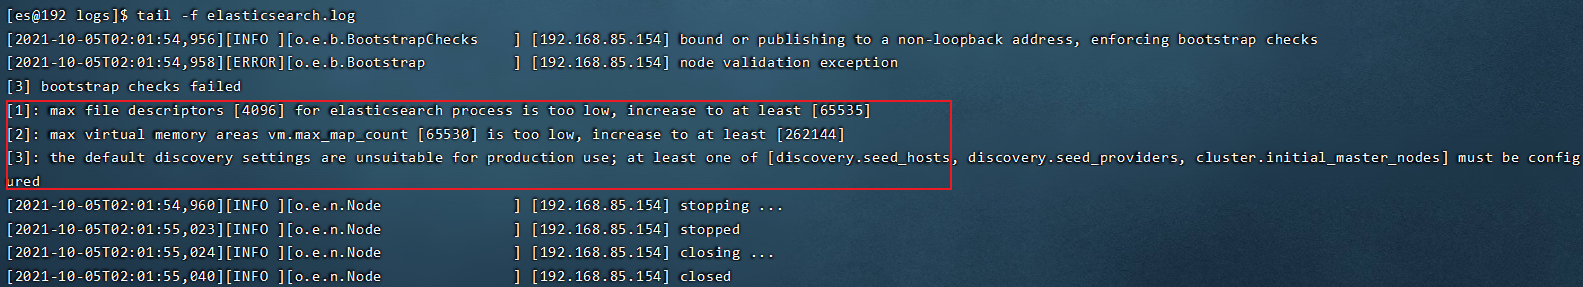 [es@192 logs]$ tail -f elasticsearch.log
[2021-10-05T02:01:54,956][INFO ][o.e.b.BootstrapChecks    ] [192.168.85.154] bound or publishing to a non-loopback address, enforcing bootstrap checks
[2021-10-05T02:01:54,958][ERROR][o.e.b.Bootstrap          ] [192.168.85.154] node validation exception
[3] bootstrap checks failed
[1]: max file descriptors [4096] for elasticsearch process is too low, increase to at least [65535]
[2]: max virtual memory areas vm.max_map_count [65530] is too low, increase to at least [262144]
[3]: the default discovery settings are unsuitable for production use; at least one of [discovery.seed_hosts, discovery.seed_providers, cluster.initial_master_nodes] must be config
ured
[2021-10-05T02:01:54,960][INFO ][o.e.n.Node               ] [192.168.85.154] stopping ...
[2021-10-05T02:01:55,023][INFO ][o.e.n.Node               ] [192.168.85.154] stopped
[2021-10-05T02:01:55,024][INFO ][o.e.n.Node               ] [192.168.85.154] closing ...
[2021-10-05T02:01:55,040][INFO ][o.e.n.Node               ] [192.168.85.154] closed